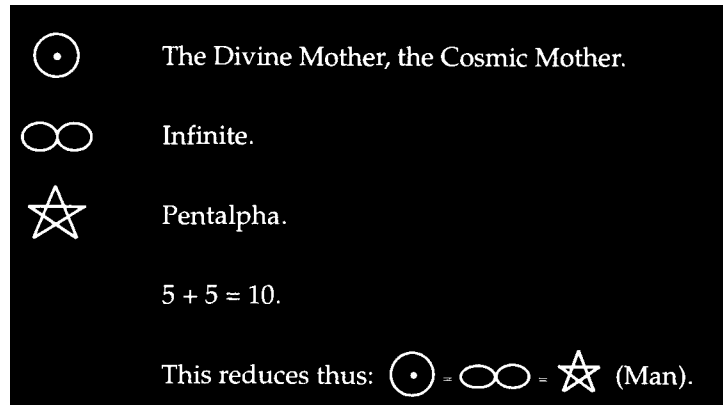 The Divine Mother, the Cosmic Mother.
Infinite.
Pentalpha.
5 + 5 = 10.
This reduces thus: ☉ = ∞ = ⛤ (Man).